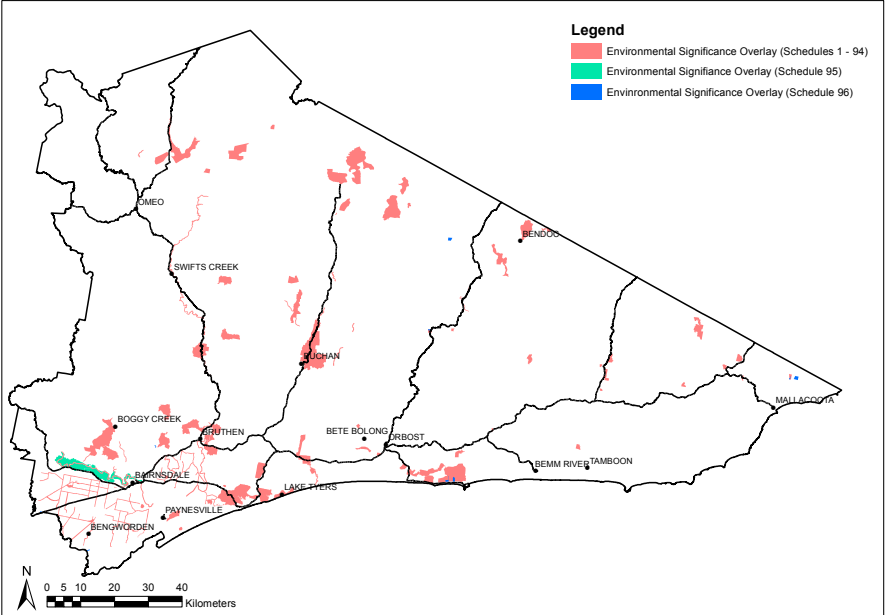 Legend
Environmental Significance Overlay (Schedules 1 - 94)
Environmental Signifiance Overlay (Schedule 95)
Envinronmental Significance Overlay (Schedule 96)
OMEO
BENDOC
SWIFTS CREEK
BUCHAN
MALLACOOTA
BOGGY CREEK
BRUTHEN
BETE BOLONG
ORBOST
BEMM RIVER
TAMBOON
BAIRNSDALE
LAKE TYERS
PAYNESVILLE
BENGWORDEN
N
0 5 10 20 30 40
Kilometers